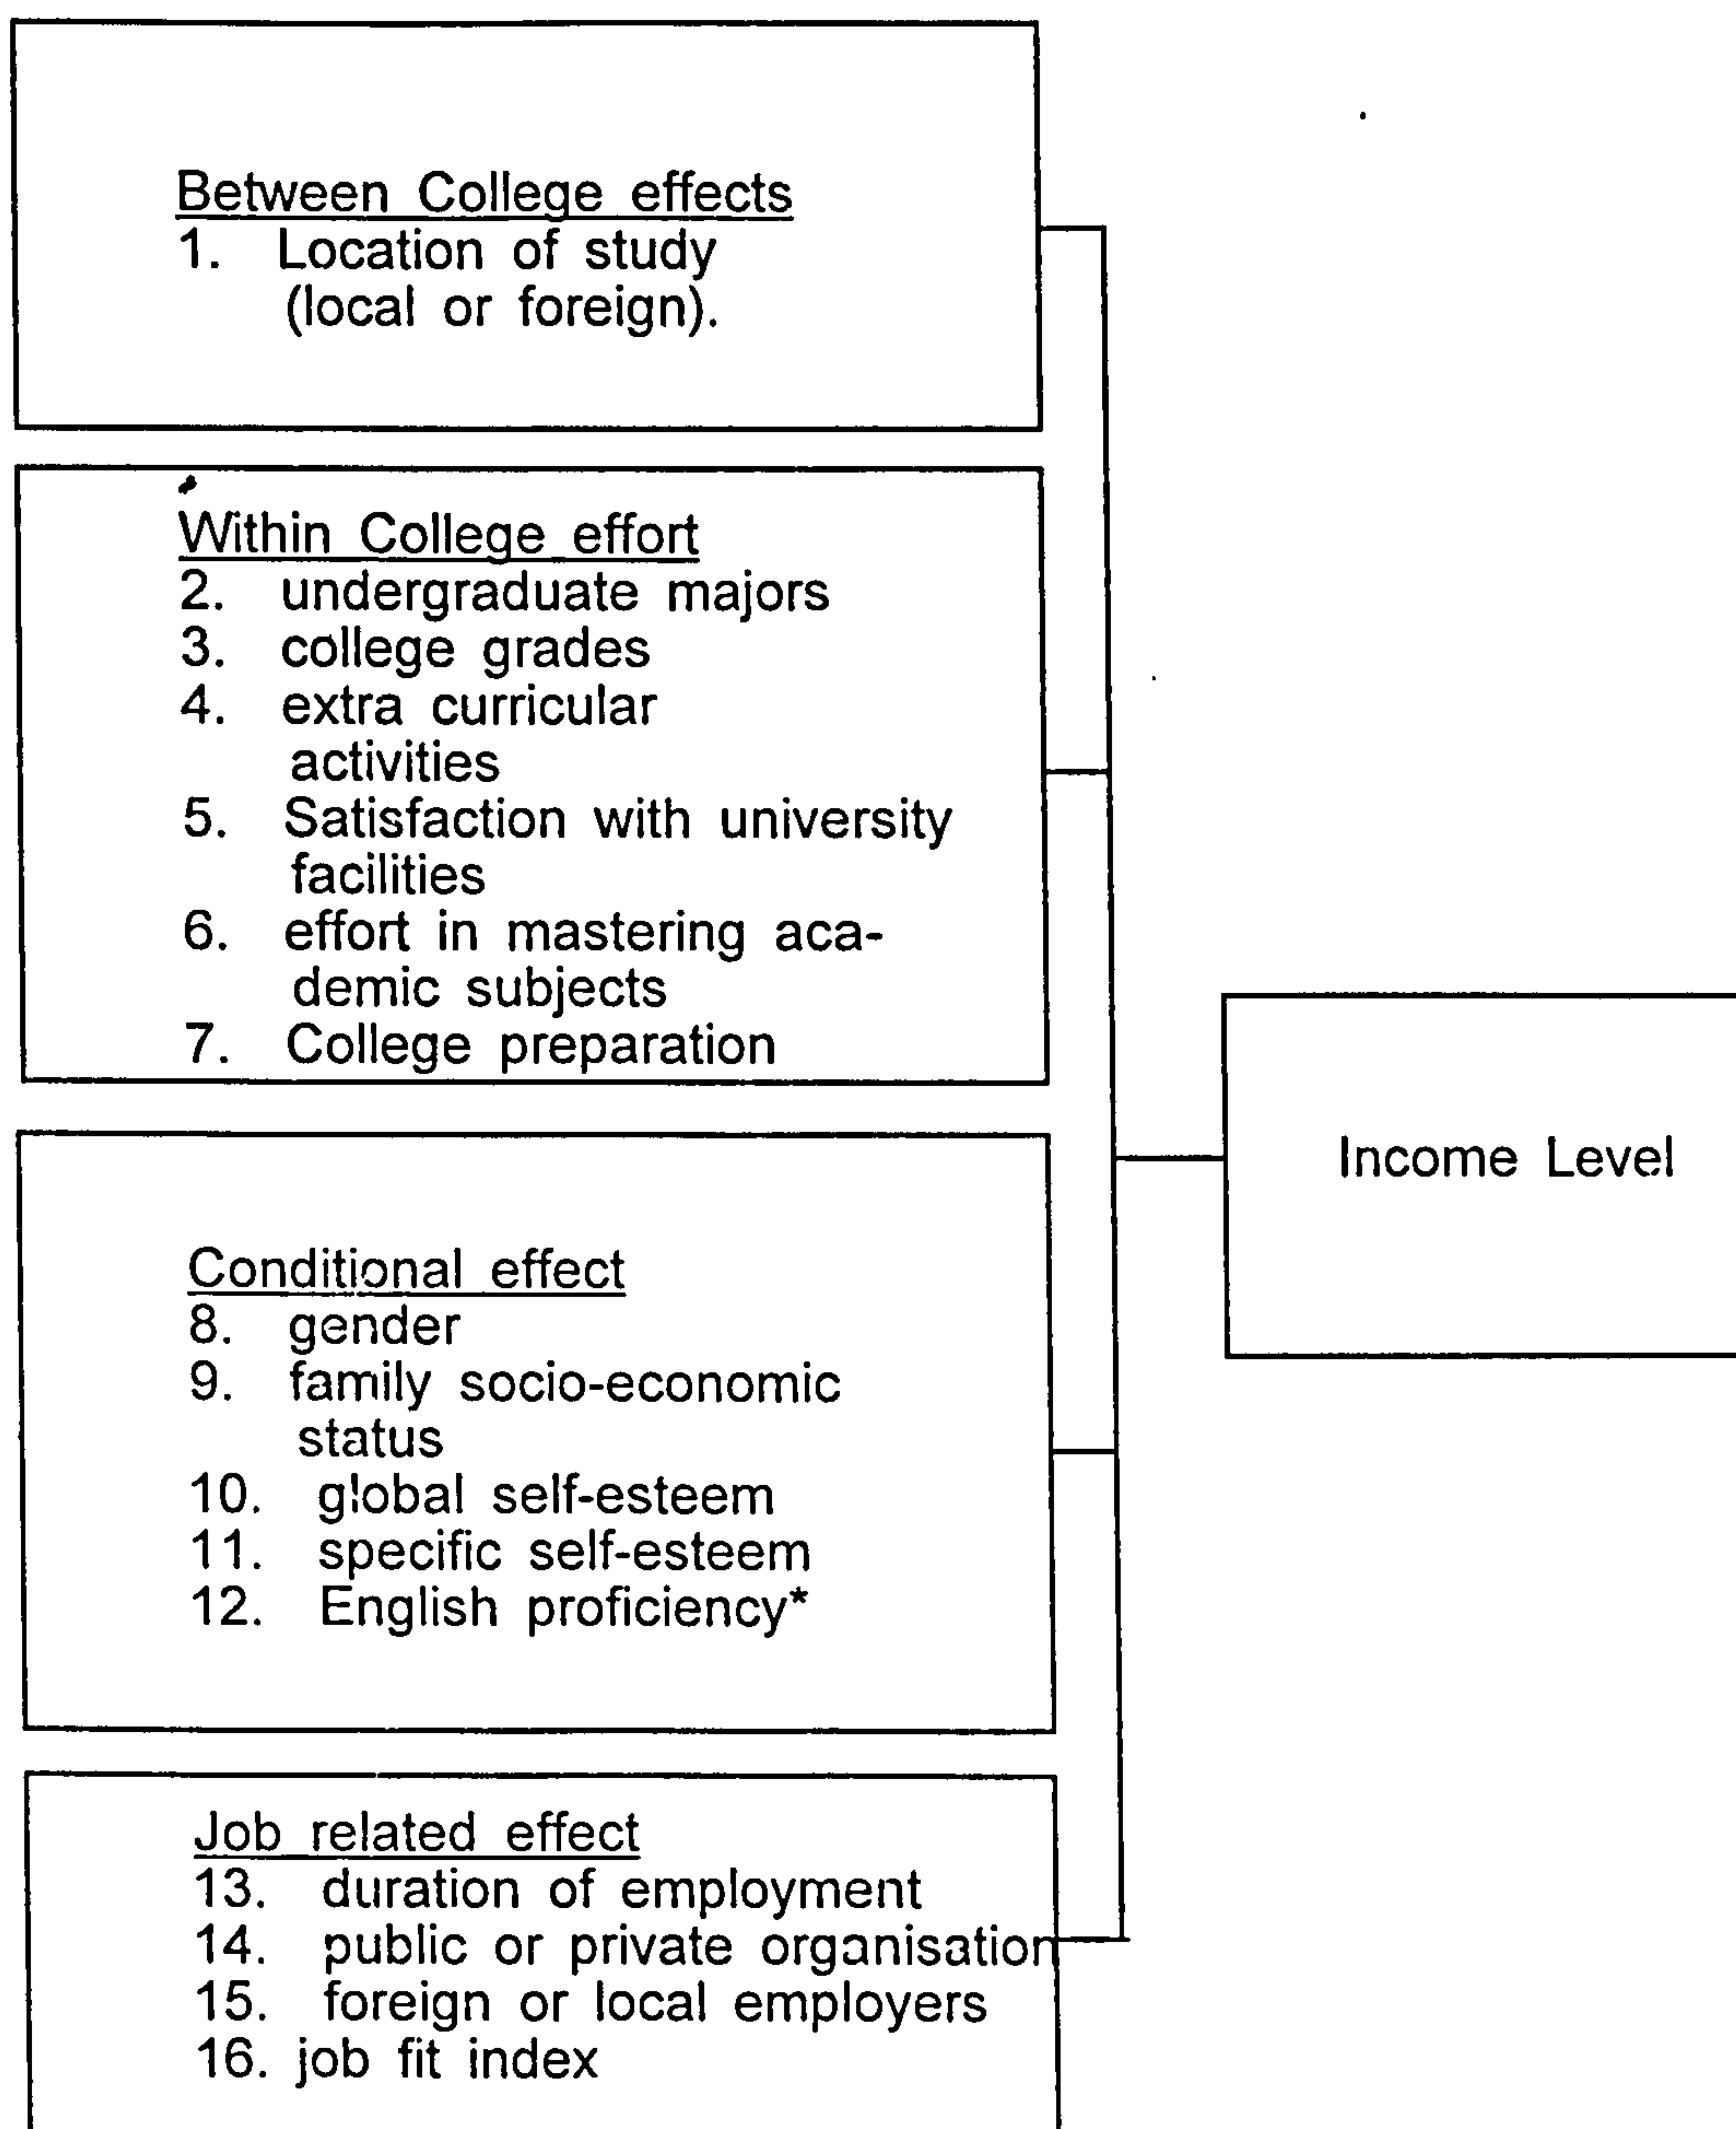 Between College effects
1. Location of study
(local or foreign).
Within College effort
2. undergraduate majors
3. college grades
4. extra curricular
activities
5. Satisfaction with university
facilities
6. effort in mastering aca-
demic subjects
7. College preparation
Conditional effect
8. gender
9. family socio-economic
status
10. global self-esteem
11. specific self-esteem
12. English proficiency*
Job related effect
13. duration of employment
14. public or private organisation
15. foreign or local employers
16. job fit index
Income Level